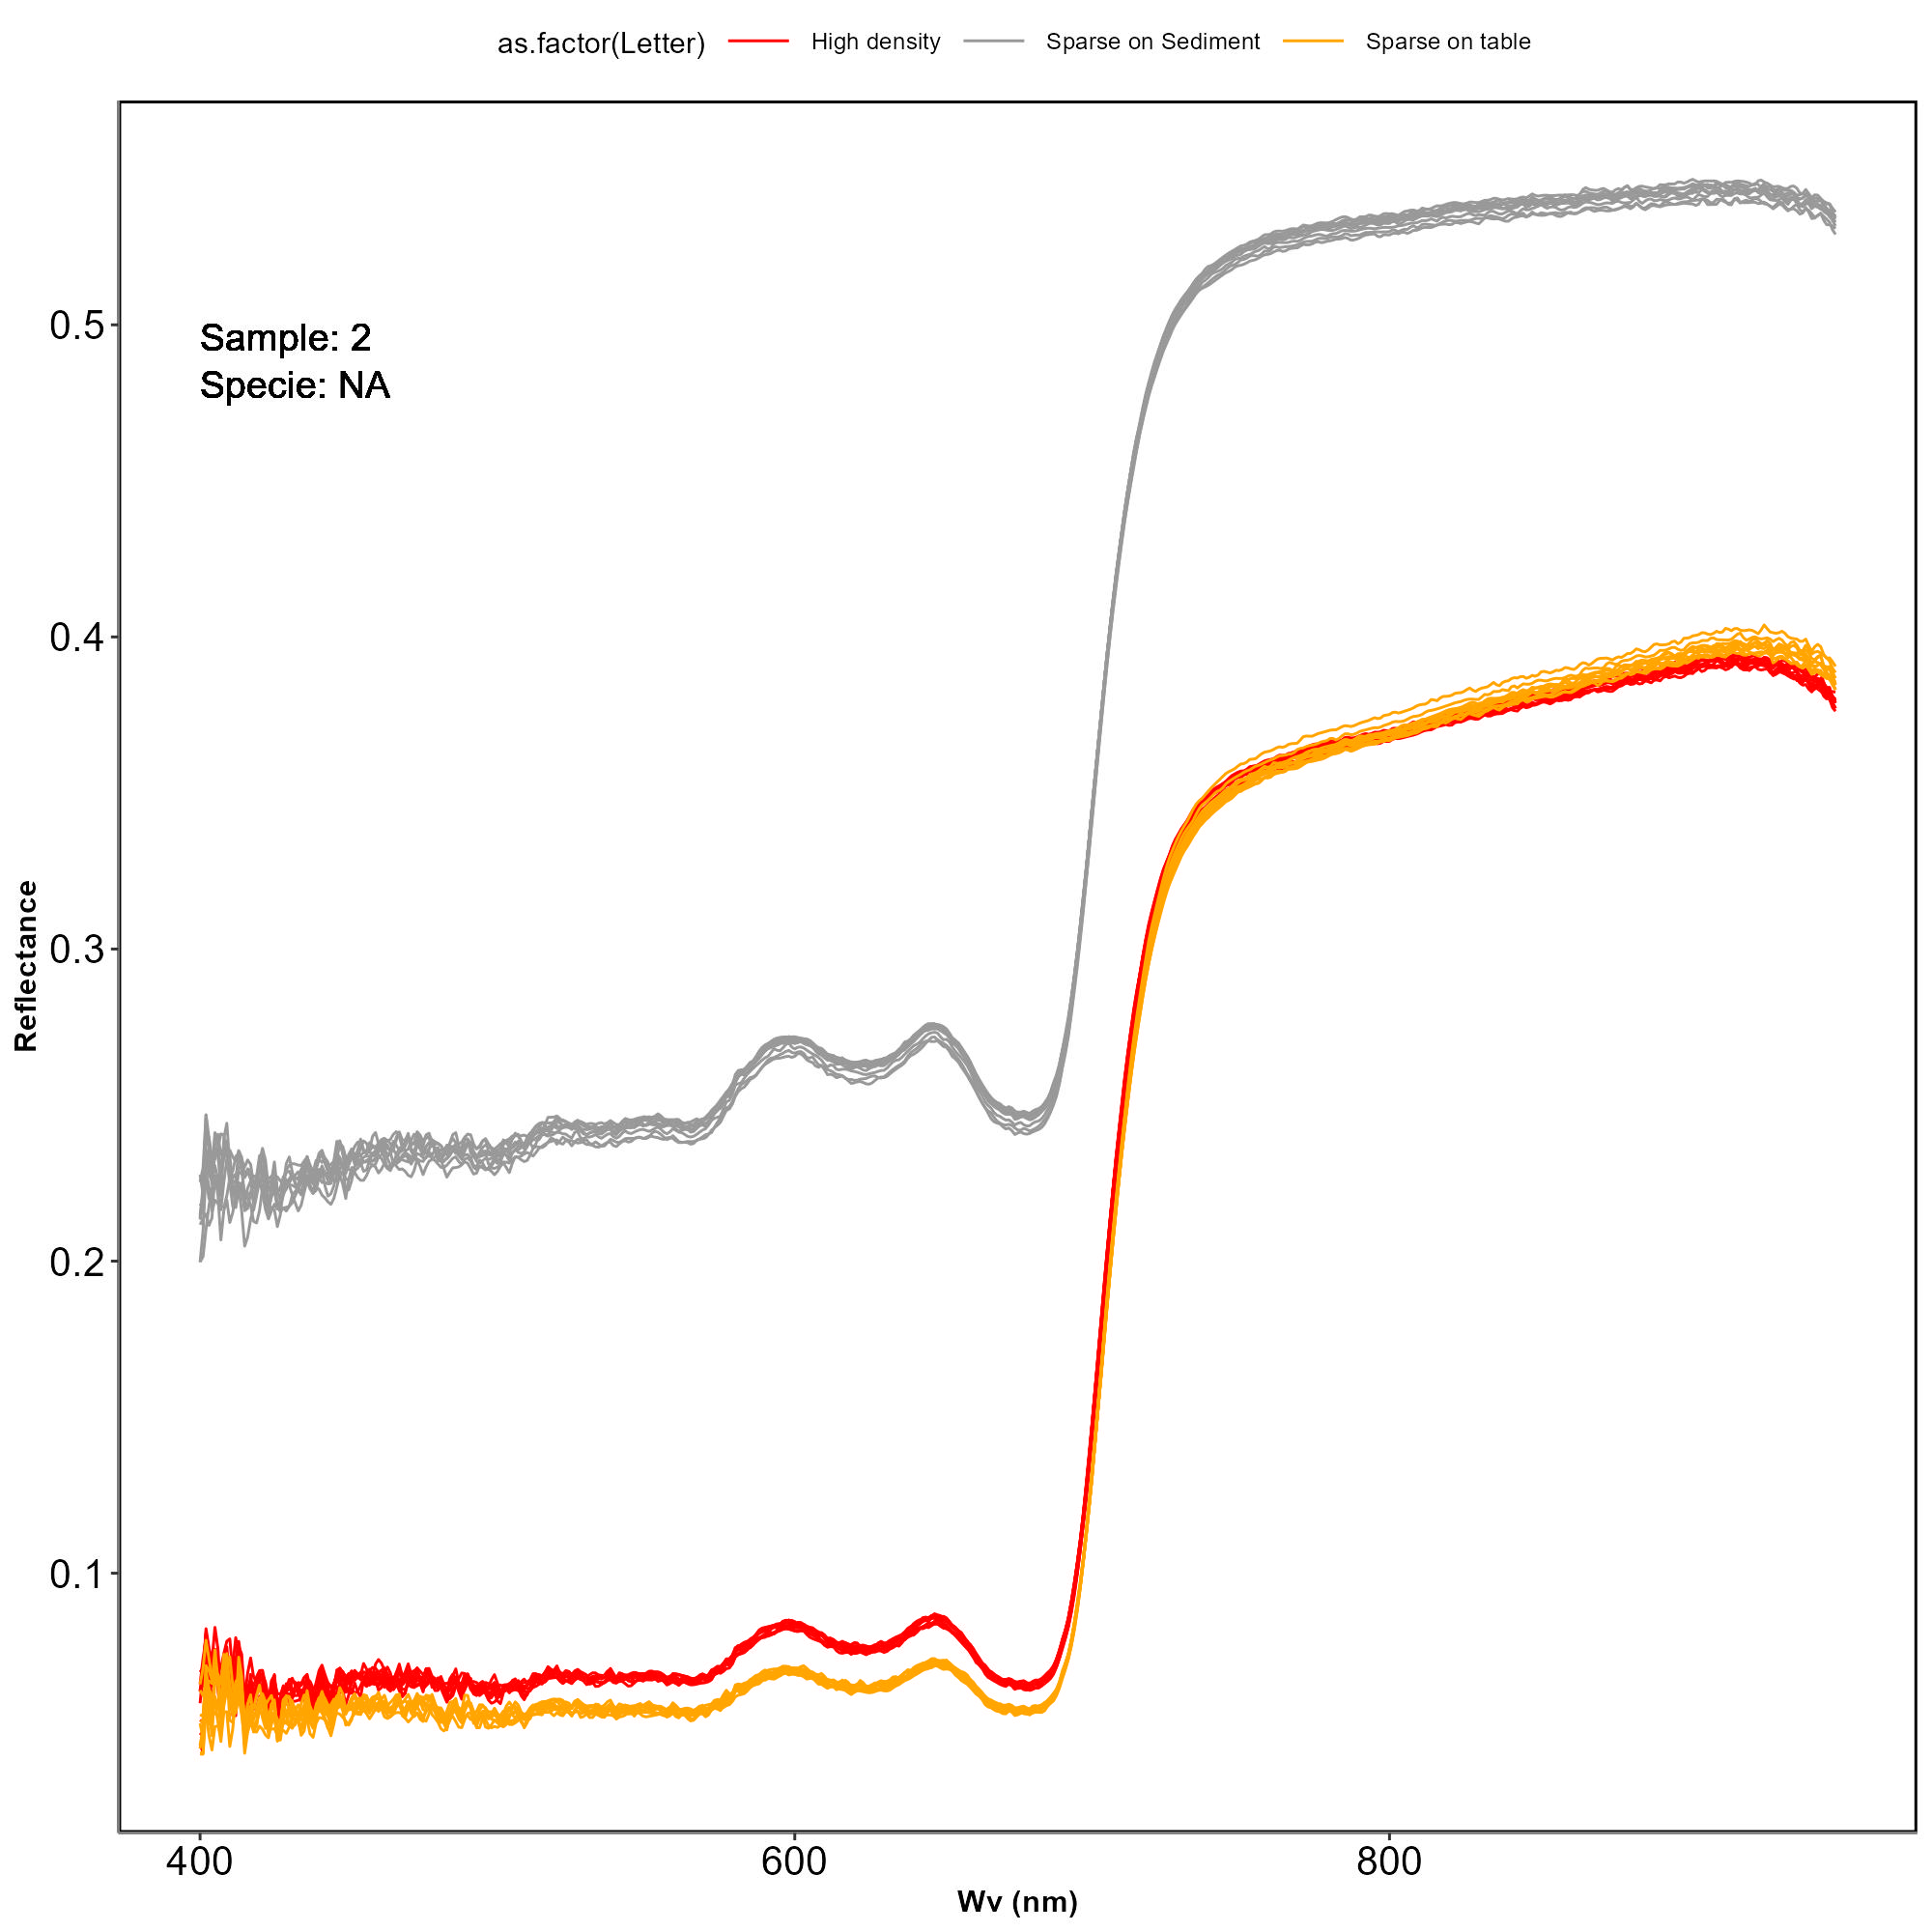 as.factor(Letter) High density Sparse on Sediment Sparse on table
Sample: 2
Specie: NA
0.5
0.4
0.3
0.2
0.1
Reflectance
400 600 800
Wv (nm)